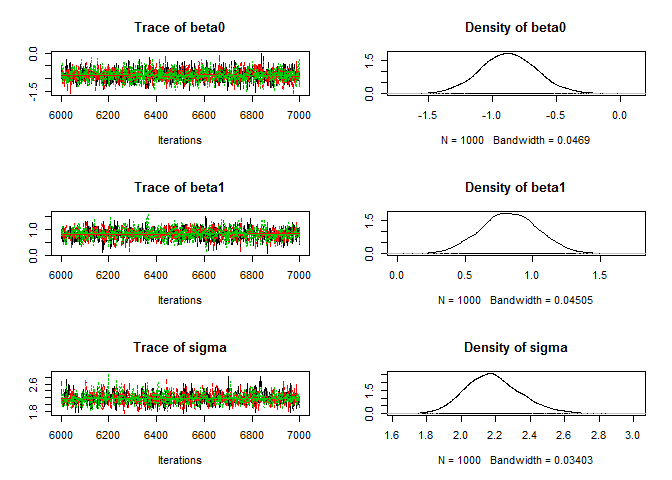 Trace of beta0
Density of beta0
-1.5 0.0
0.0 1.5
6000 6200 6400 6600 6800 7000
-1.5 -1.0 -0.5 0.0
Iterations
N = 1000 Bandwidth = 0.0469
Trace of beta1
Density of beta1
0.0 1.0
0.0 1.5
6000 6200 6400 6600 6800 7000
0.0 0.5 1.0 1.5
Iterations
N = 1000 Bandwidth = 0.04505
Trace of sigma
Density of sigma
1.8 2.6
0.0 1.5
6000 6200 6400 6600 6800 7000
1.6 1.8 2.0 2.2 2.4 2.6 2.8 3.0
Iterations
N = 1000 Bandwidth = 0.03403